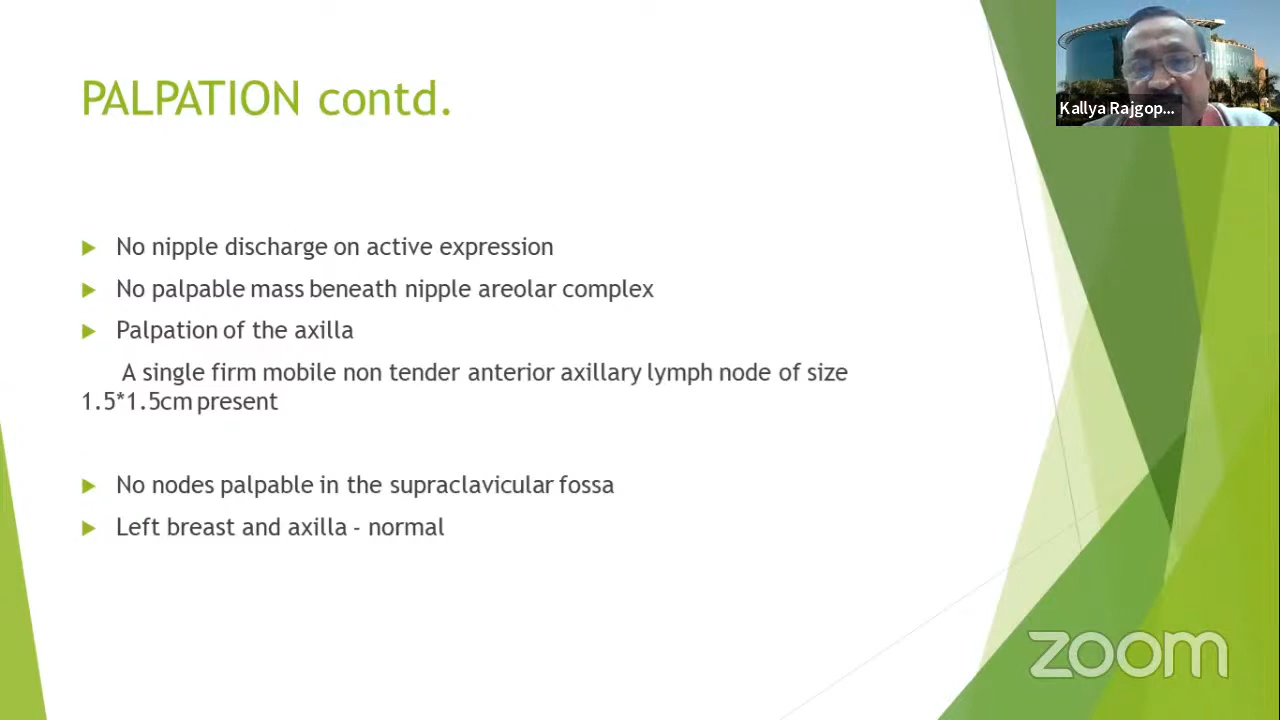 PALPATION contd.
Kallya Rajgop...
No nipple discharge on active expression
No palpable mass beneath nipple areolar complex
Palpation of the axilla
A single firm mobile non tender anterior axillary lymph node of size
1.5*1.5cm present
No nodes palpable in the supraclavicular fossa
Left breast and axilla - normal
zoom